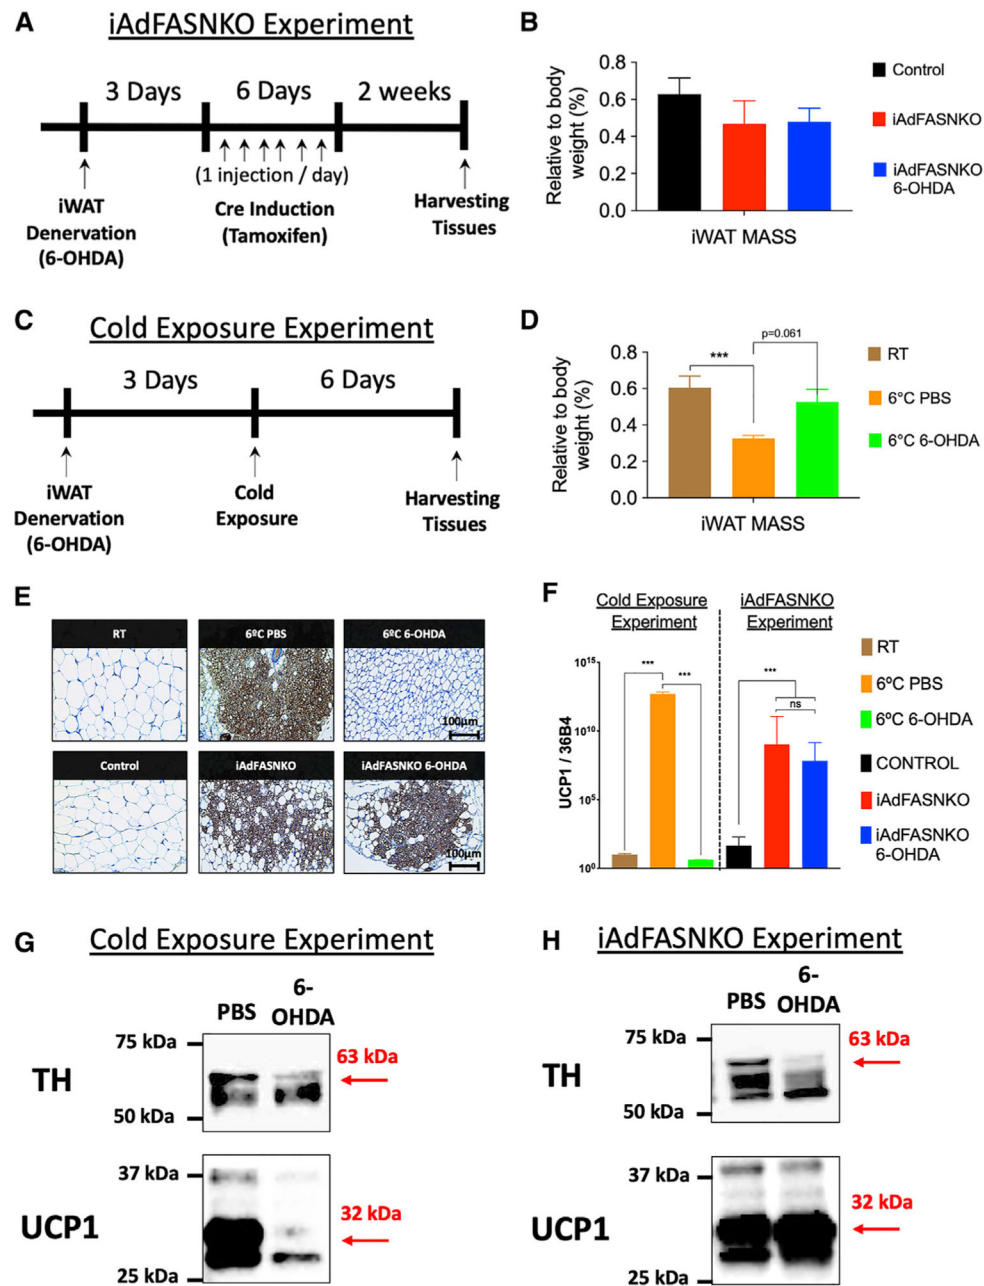 A
iAdFASNKO Experiment
3 Days
6 Days
2 weeks
(1 injection / day)
iWAT
Denervation
(6-OHDA)
Cre Induction
(Tamoxifen)
Harvesting
Tissues
B
Relative to body
weight (%)
0.8
0.6
0.4
0.2
0.0
iWAT MASS
Control
iAdFASNKO
iAdFASNKO
6-OHDA
C
Cold Exposure Experiment
3 Days
6 Days
iWAT
Denervation
(6-OHDA)
Cold
Exposure
Harvesting
Tissues
D
Relative to body
weight (%)
0.8
0.6
0.4
0.2
0.0
***
p=0.061
iWAT MASS
RT
6°C PBS
6°C 6-OHDA
E
RT
6ºC PBS
6ºC 6-OHDA
100µm
Control
iAdFASNKO
iAdFASNKO 6-OHDA
100µm
F
Cold Exposure
Experiment
iAdFASNKO
Experiment
UCP1 / 36B4
10¹⁵
10¹⁰
10⁵
10⁰
***
***
***
ns
RT
6ºC PBS
6ºC 6-OHDA
CONTROL
iAdFASNKO
iAdFASNKO
6-OHDA
G
Cold Exposure Experiment
PBS
6-
OHDA
75 kDa
63 kDa
TH
50 kDa
37 kDa
32 kDa
UCP1
25 kDa
H
iAdFASNKO Experiment
PBS
6-
OHDA
75 kDa
63 kDa
TH
50 kDa
37 kDa
32 kDa
UCP1
25 kDa